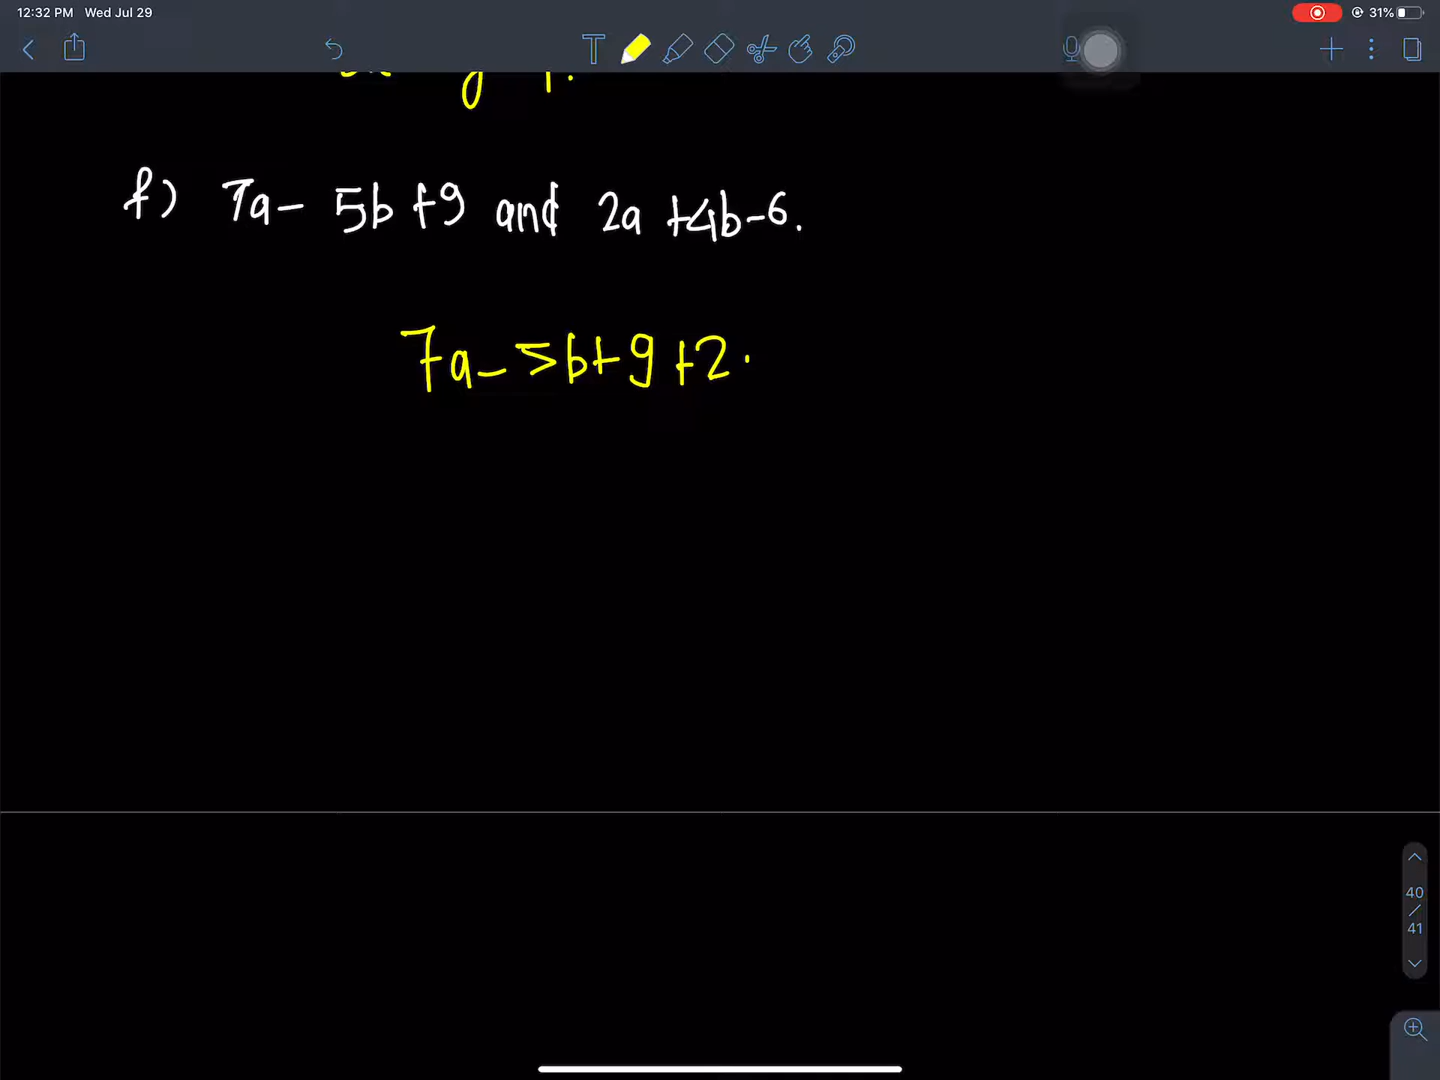 12:32 PM Wed Jul 29
31%
f) 7a - 5b + 9 and 2a + 4b - 6.
7a - 5b + 9 + 2
40
/
41